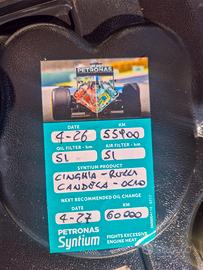 PETRONAS
DATE KM
4-26 55900
OIL FILTER - km AIR FILTER - km
SI SI
SYNTIUM PRODUCT
CINGHIA - RULLI
CANDELA - OLIO
NEXT RECOMMENDED OIL CHANGE
DATE KM
4-27 60000
PETRONAS FIGHTS EXCESSIVE
Syntium ENGINE HEAT